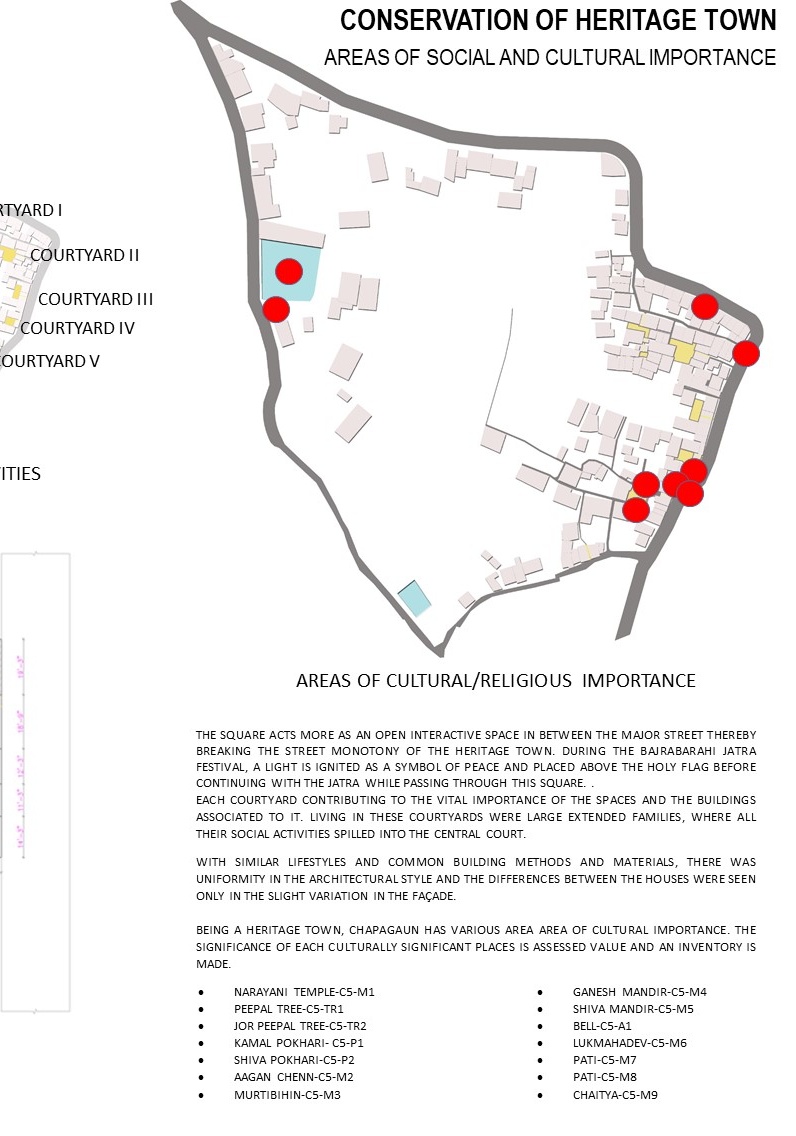 CONSERVATION OF HERITAGE TOWN
AREAS OF SOCIAL AND CULTURAL IMPORTANCE
RTYARD I
COURTYARD II
COURTYARD III
COURTYARD IV
COURTYARD V
ITIES
AREAS OF CULTURAL/RELIGIOUS IMPORTANCE
THE SQUARE ACTS MORE AS AN OPEN INTERACTIVE SPACE IN BETWEEN THE MAJOR STREET THEREBY
BREAKING THE STREET MONOTONY OF THE HERITAGE TOWN. DURING THE BAJRABARAHI JATRA
FESTIVAL, A LIGHT IS IGNITED AS A SYMBOL OF PEACE AND PLACED ABOVE THE HOLY FLAG BEFORE
CONTINUING WITH THE JATRA WHILE PASSING THROUGH THIS SQUARE. .
EACH COURTYARD CONTRIBUTING TO THE VITAL IMPORTANCE OF THE SPACES AND THE BUILDINGS
ASSOCIATED TO IT. LIVING IN THESE COURTYARDS WERE LARGE EXTENDED FAMILIES, WHERE ALL
THEIR SOCIAL ACTIVITIES SPILLED INTO THE CENTRAL COURT.
WITH SIMILAR LIFESTYLES AND COMMON BUILDING METHODS AND MATERIALS, THERE WAS
UNIFORMITY IN THE ARCHITECTURAL STYLE AND THE DIFFERENCES BETWEEN THE HOUSES WERE SEEN
ONLY IN THE SLIGHT VARIATION IN THE FAÇADE.
BEING A HERITAGE TOWN, CHAPAGAUN HAS VARIOUS AREA AREA OF CULTURAL IMPORTANCE. THE
SIGNIFICANCE OF EACH CULTURALLY SIGNIFICANT PLACES IS ASSESSED VALUE AND AN INVENTORY IS
MADE.
• NARAYANI TEMPLE-C5-M1
• PEEPAL TREE-C5-TR1
• JOR PEEPAL TREE-C5-TR2
• KAMAL POKHARI- C5-P1
• SHIVA POKHARI-C5-P2
• AAGAN CHENN-C5-M2
• MURTIBIHIN-C5-M3
• GANESH MANDIR-C5-M4
• SHIVA MANDIR-C5-M5
• BELL-C5-A1
• LUKMAHADEV-C5-M6
• PATI-C5-M7
• PATI-C5-M8
• CHAITYA-C5-M9